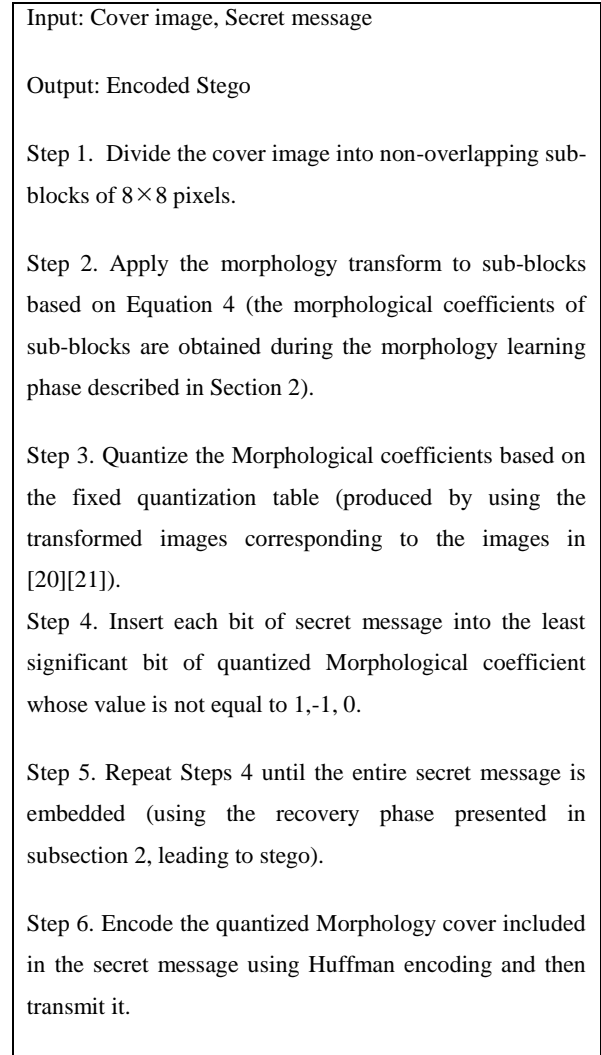 Input: Cover image, Secret message
Output: Encoded Stego
Step 1. Divide the cover image into non-overlapping sub-
blocks of 8×8 pixels.
Step 2. Apply the morphology transform to sub-blocks
based on Equation 4 (the morphological coefficients of
sub-blocks are obtained during the morphology learning
phase described in Section 2).
Step 3. Quantize the Morphological coefficients based on
the fixed quantization table (produced by using the
transformed images corresponding to the images in
[20][21]).
Step 4. Insert each bit of secret message into the least
significant bit of quantized Morphological coefficient
whose value is not equal to 1,-1, 0.
Step 5. Repeat Steps 4 until the entire secret message is
embedded (using the recovery phase presented in
subsection 2, leading to stego).
Step 6. Encode the quantized Morphology cover included
in the secret message using Huffman encoding and then
transmit it.